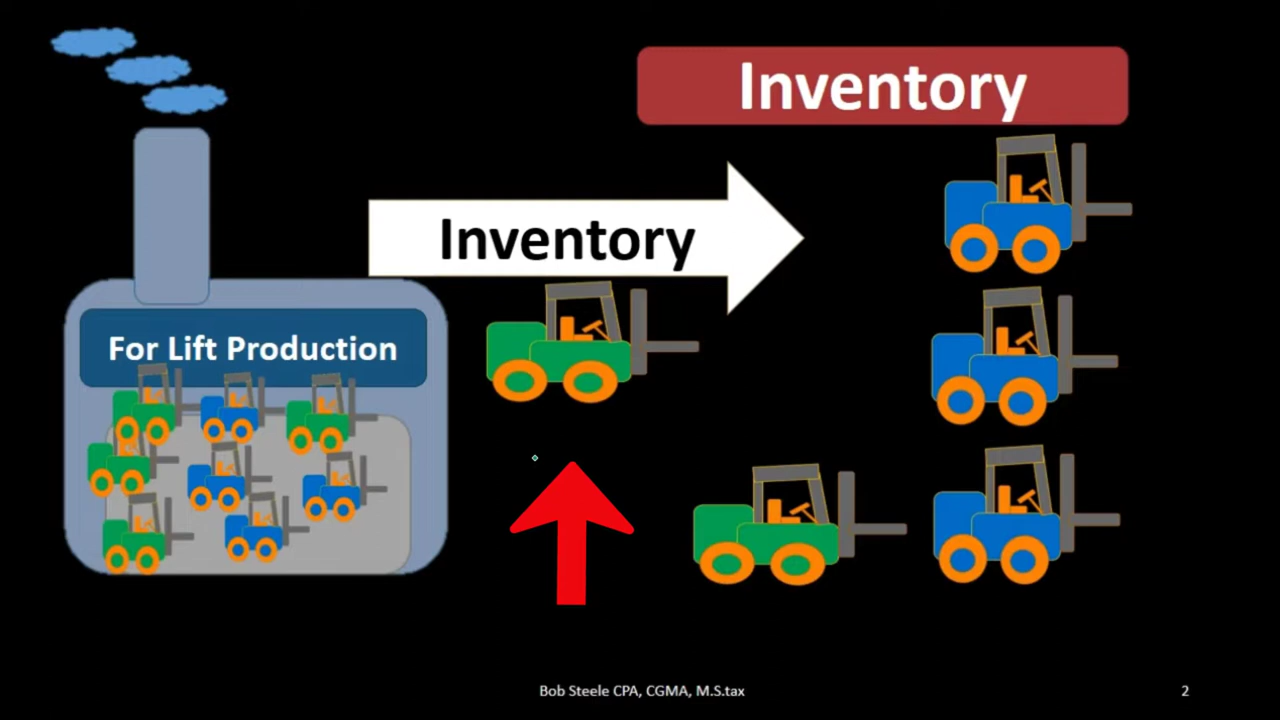 Inventory
Inventory
For Lift Production
Bob Steele CPA, CGMA, M.S.tax
2